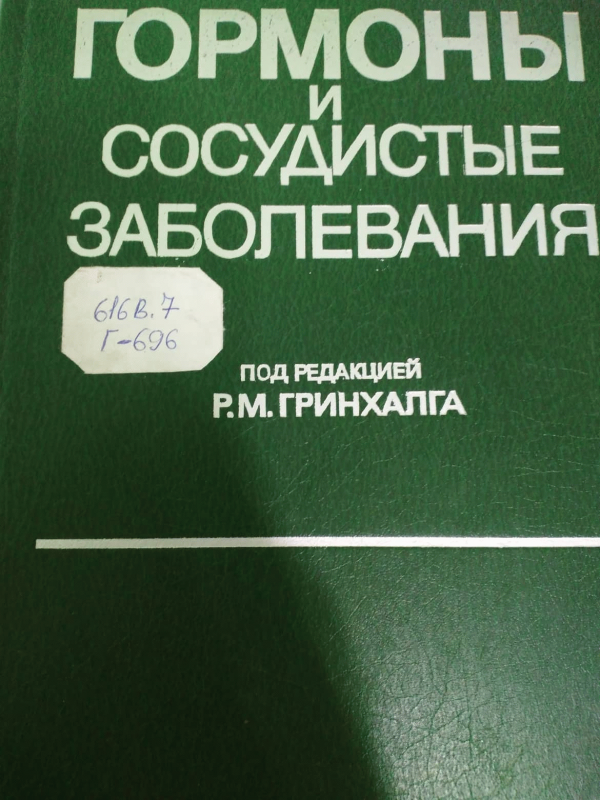 ГОРМОНЫ
И
СОСУДИСТЫЕ
ЗАБОЛЕВАНИЯ
616В.7
Г-696
ПОД РЕДАКЦИЕЙ
Р.М.ГРИНХАЛГА